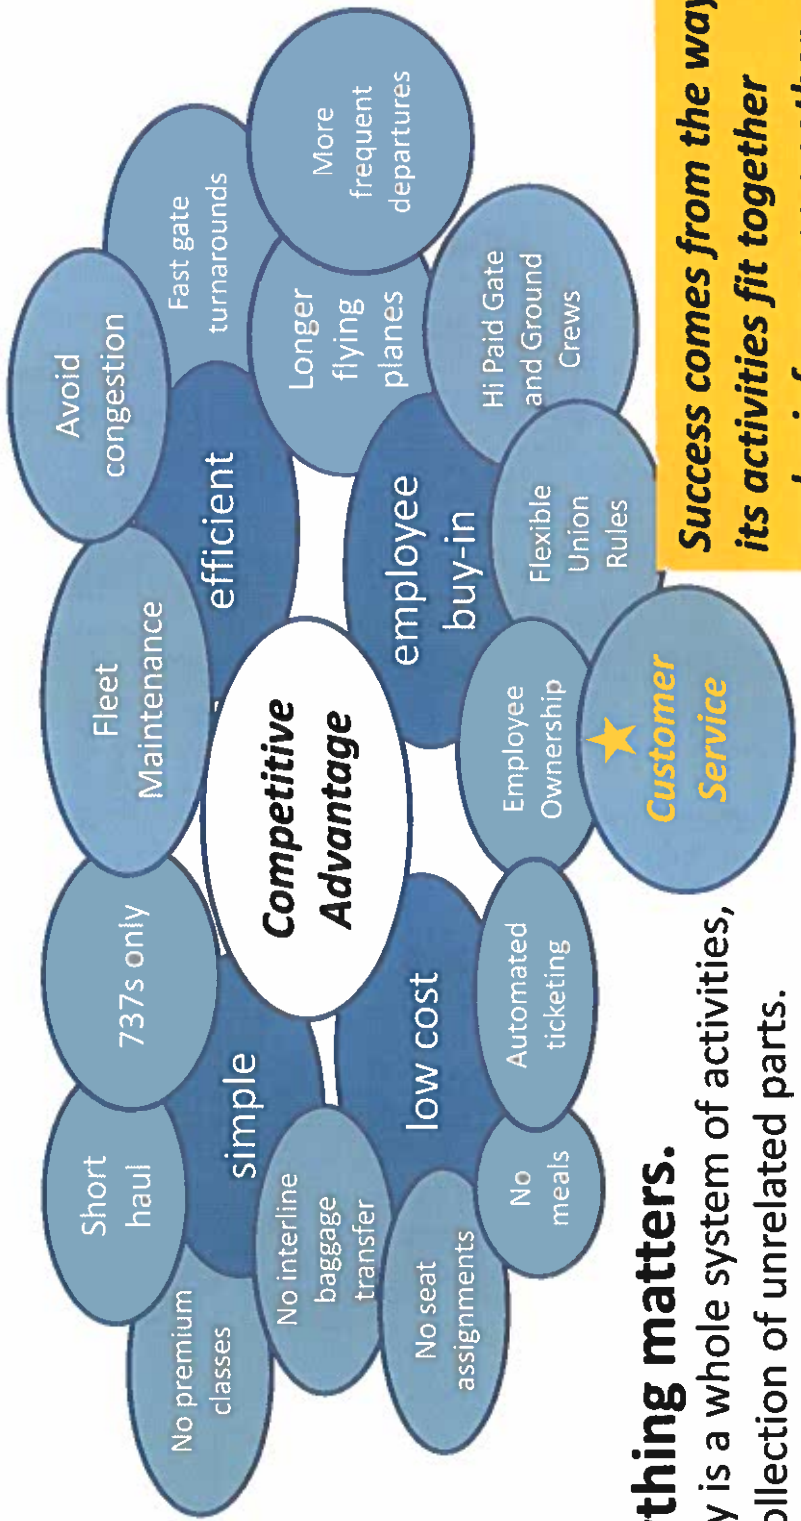 Avoid
congestion
Fast gate
turnarounds
More
frequent
departures
Longer
flying
planes
Hi Paid Gate
and Ground
Crews
Flexible
Union
Rules
efficient
employee
buy-in
Fleet
Maintenance
Competitive
Advantage
Employee
Ownership
Customer
Service
737s only
Short
haul
simple
low cost
Automated
ticketing
No
meals
No premium
classes
No interline
baggage
transfer
No seat
assignments
thing matters.
y is a whole system of activities,
ollection of unrelated parts.
Success comes from the way
its activities fit together